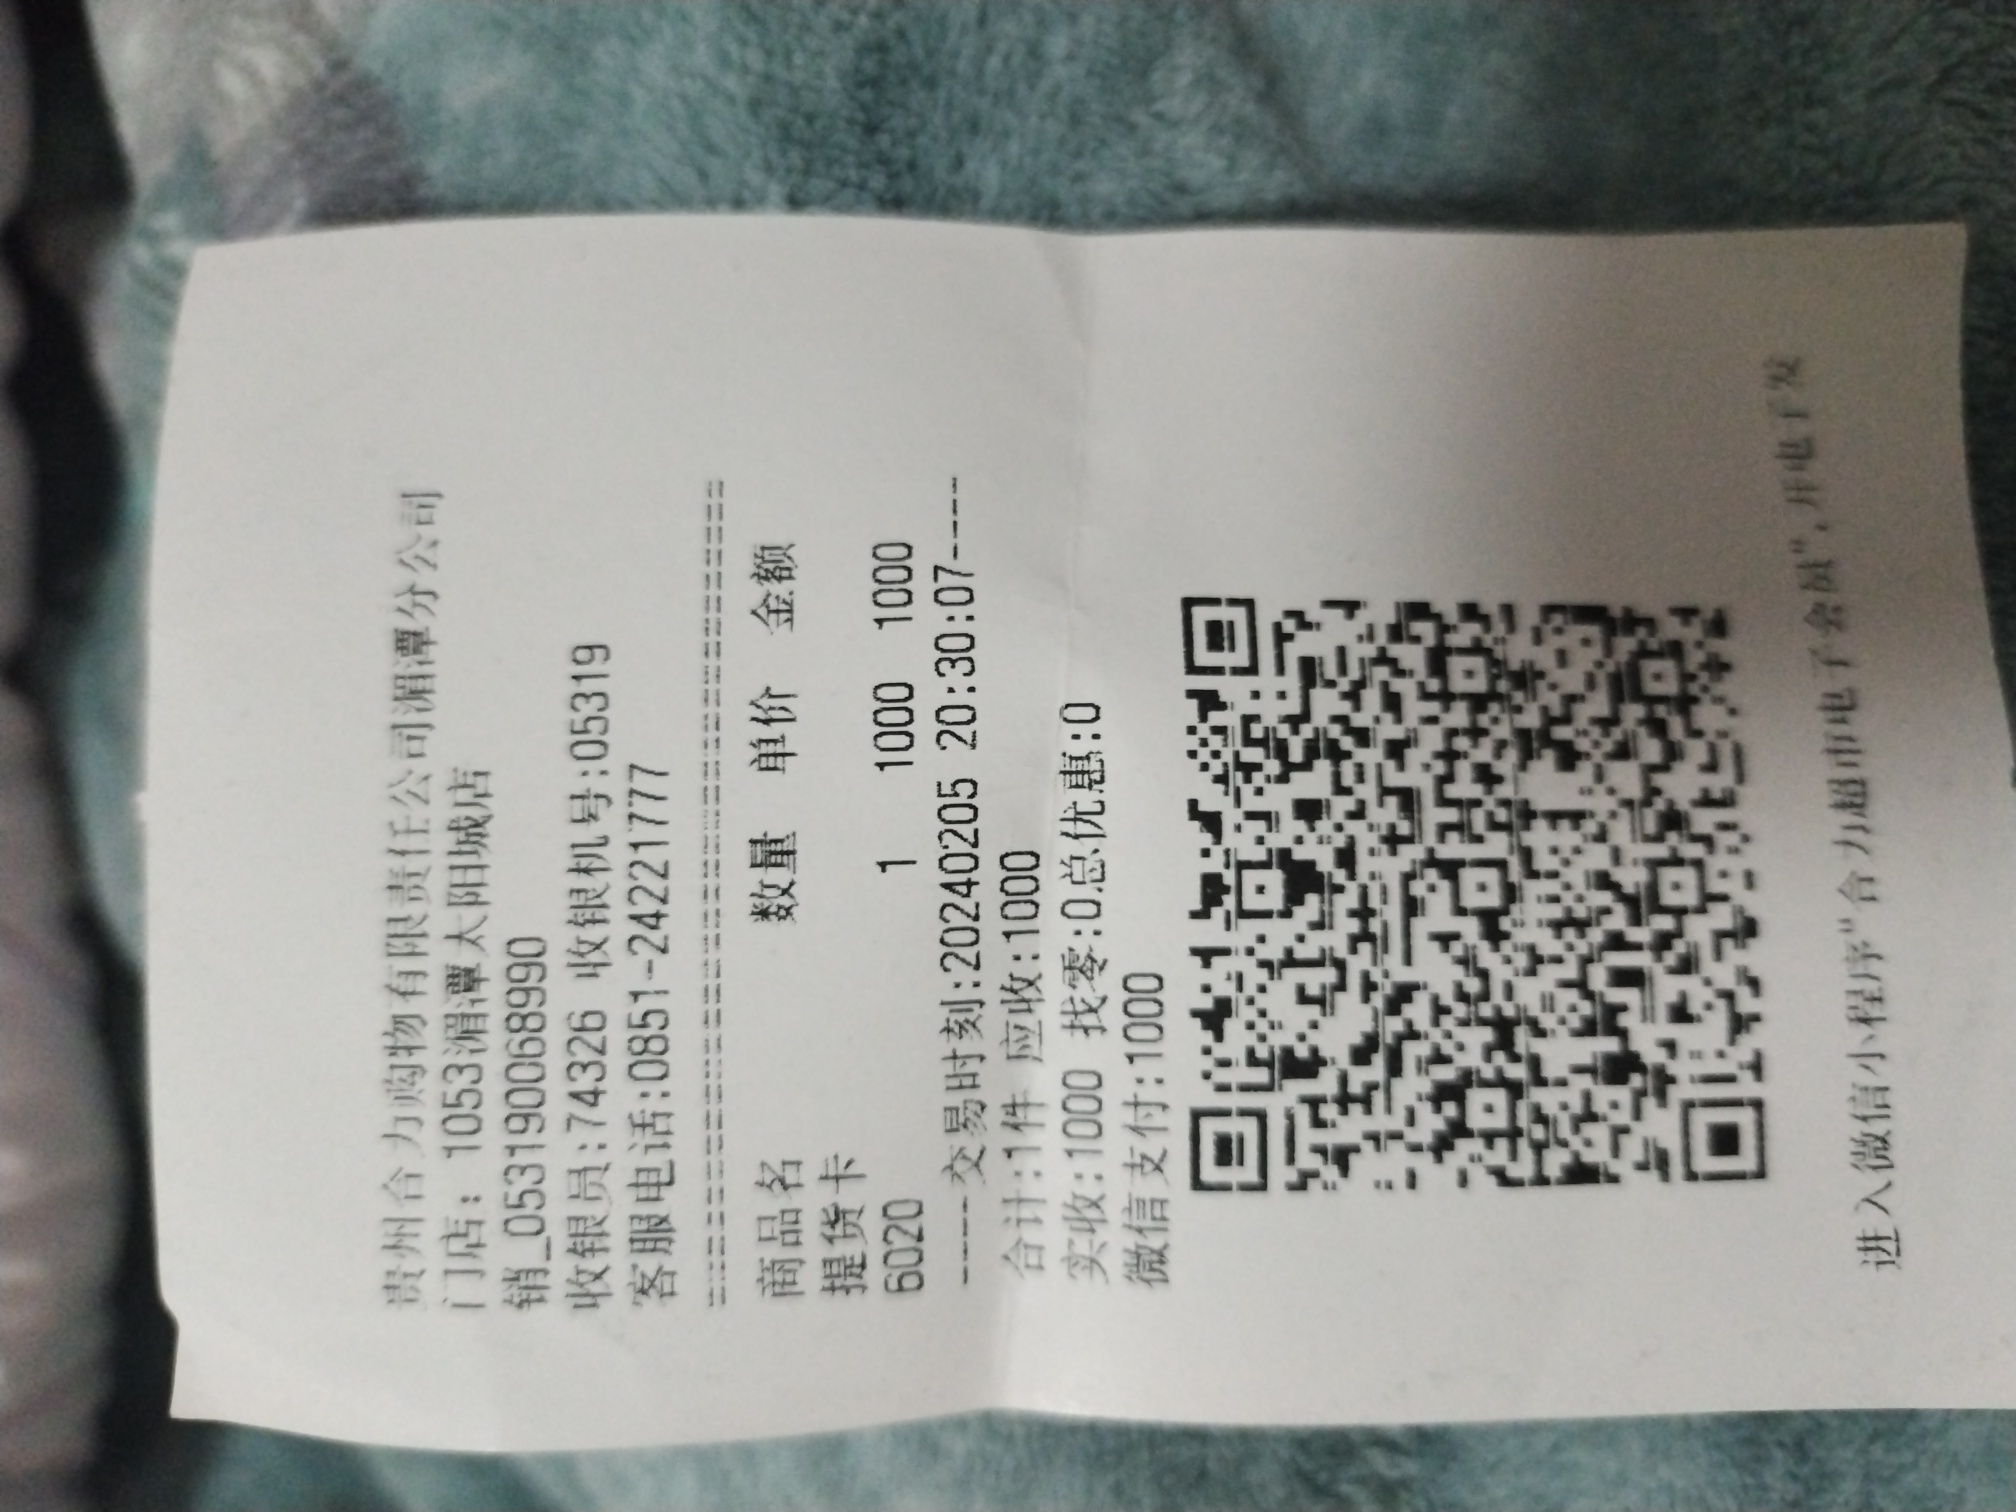 贵州合力购物有限责任公司湄潭分公司
门店: 1053湄潭太阳城店
销_053190068990
收银员:74326 收银机号:05319
客服电话:0851-24221777
商品名 数量 单价 金额
提货卡
6020 1 1000 1000
----交易时刻:20240205 20:30:07----
合计:1件 应收:1000
实收:1000 找零:0总优惠:0
微信支付:1000
进入微信小程序"合力超市电子会员",开电子发